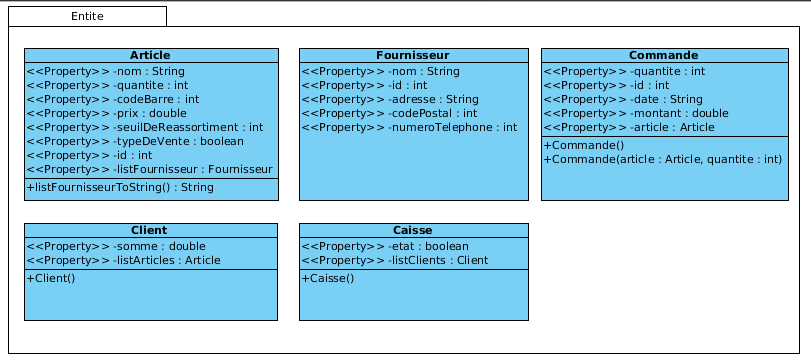 Entite
Article
<<Property>> -nom : String
<<Property>> -quantite : int
<<Property>> -codeBarre : int
<<Property>> -prix : double
<<Property>> -seuilDeReassortiment : int
<<Property>> -typeDeVente : boolean
<<Property>> -id : int
<<Property>> -listFournisseur : Fournisseur
+listFournisseurToString() : String
Fournisseur
<<Property>> -nom : String
<<Property>> -id : int
<<Property>> -adresse : String
<<Property>> -codePostal : int
<<Property>> -numeroTelephone : int
Commande
<<Property>> -quantite : int
<<Property>> -id : int
<<Property>> -date : String
<<Property>> -montant : double
<<Property>> -article : Article
+Commande()
+Commande(article : Article, quantite : int)
Client
<<Property>> -somme : double
<<Property>> -listArticles : Article
+Client()
Caisse
<<Property>> -etat : boolean
<<Property>> -listClients : Client
+Caisse()